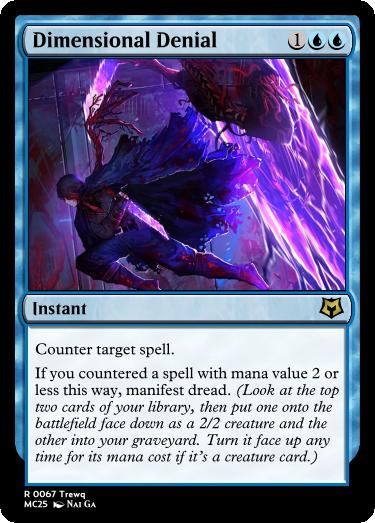 Dimensional Denial 1
Instant
Counter target spell.
If you countered a spell with mana value 2 or
less this way, manifest dread. (Look at the top
two cards of your library, then put one onto the
battlefield face down as a 2/2 creature and the
other into your graveyard. Turn it face up any
time for its mana cost if it's a creature card.)
R 0067 Trewq
MC25 Nai Ga